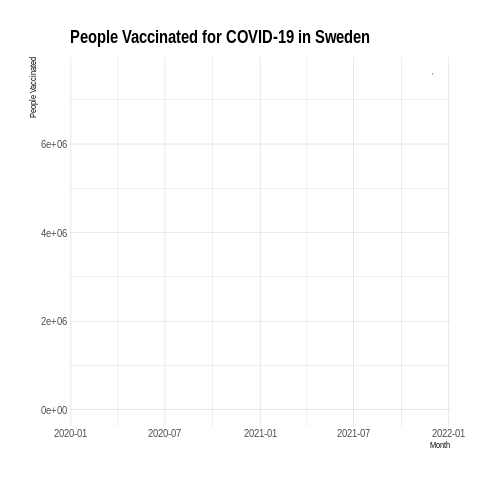 People Vaccinated for COVID-19 in Sweden
People Vaccinated
6e+06
4e+06
2e+06
0e+00
2020-01 2020-07 2021-01 2021-07 2022-01
Month